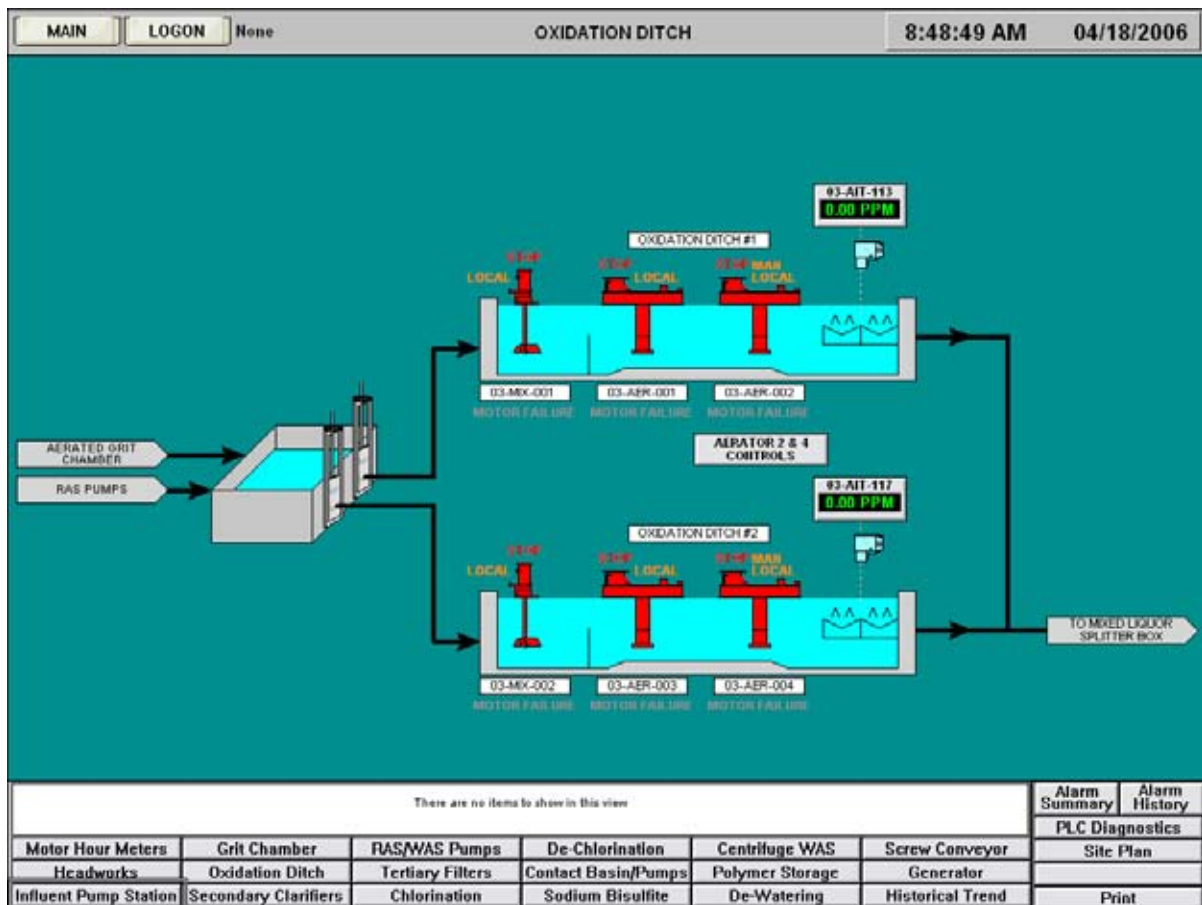 MAIN
LOGON
None
OXIDATION DITCH
8:48:49 AM
04/18/2006
03-AIT-113
0.00 PPM
OXIDATION DITCH #1
STOP
LOCAL
STOP
LOCAL
STOP
MAN
LOCAL
03-MIX-001
03-AER-001
03-AER-002
MOTOR FAILURE
MOTOR FAILURE
MOTOR FAILURE
AERATED GRIT
CHAMBER
RAS PUMPS
AERATOR 2 & 4
CONTROLS
03-AIT-117
0.00 PPM
OXIDATION DITCH #2
STOP
LOCAL
STOP
LOCAL
STOP
MAN
LOCAL
TO MIXED LIQUOR
SPLITTER BOX
03-MIX-002
03-AER-003
03-AER-004
MOTOR FAILURE
MOTOR FAILURE
MOTOR FAILURE
There are no items to show in this view
Alarm
Summary
Alarm
History
PLC Diagnostics
Motor Hour Meters
Grit Chamber
RAS/WAS Pumps
De-Chlorination
Centrifuge WAS
Screw Conveyor
Site Plan
Headworks
Oxidation Ditch
Tertiary Filters
Contact Basin/Pumps
Polymer Storage
Generator
Influent Pump Station
Secondary Clarifiers
Chlorination
Sodium Bisulfite
De-Watering
Historical Trend
Print